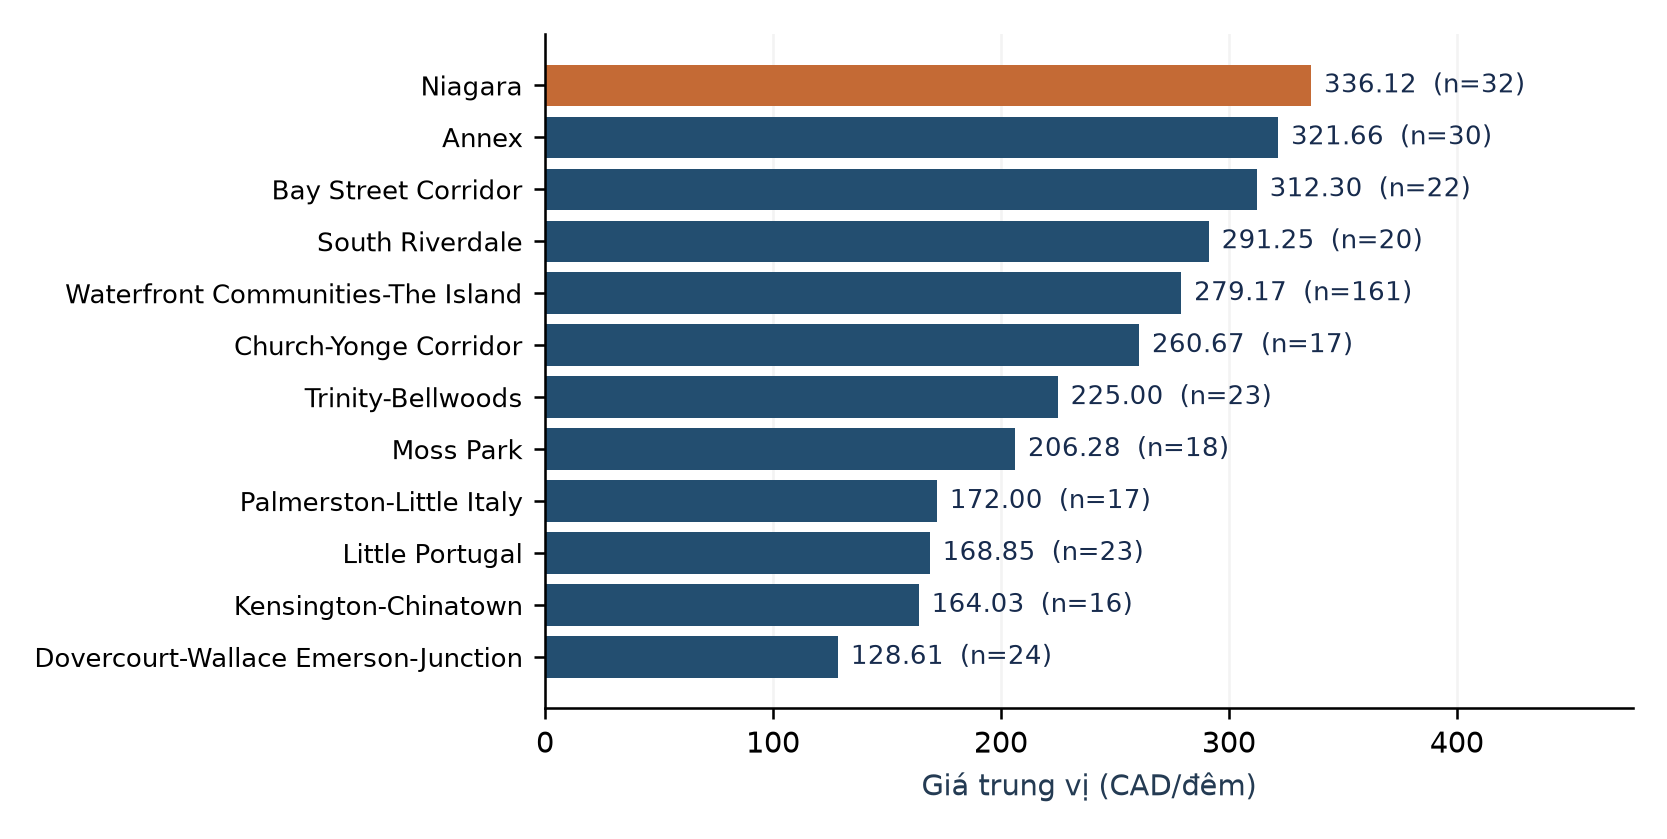 Niagara 336.12 (n=32)
Annex 321.66 (n=30)
Bay Street Corridor 312.30 (n=22)
South Riverdale 291.25 (n=20)
Waterfront Communities-The Island 279.17 (n=161)
Church-Yonge Corridor 260.67 (n=17)
Trinity-Bellwoods 225.00 (n=23)
Moss Park 206.28 (n=18)
Palmerston-Little Italy 172.00 (n=17)
Little Portugal 168.85 (n=23)
Kensington-Chinatown 164.03 (n=16)
Dovercourt-Wallace Emerson-Junction 128.61 (n=24)
0 100 200 300 400
Giá trung vị (CAD/đêm)